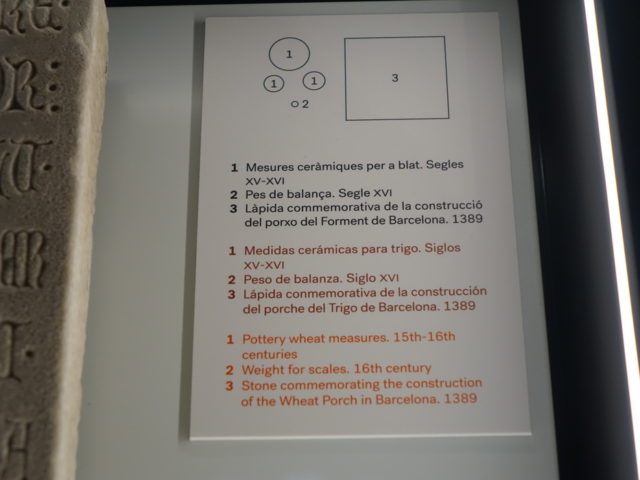 1
1
1
2
3
1 Mesures ceràmiques per a blat. Segles
XV-XVI
2 Pes de balança. Segle XVI
3 Làpida commemorativa de la construcció
del porxo del Forment de Barcelona. 1389
1 Medidas cerámicas para trigo. Siglos
XV-XVI
2 Peso de balanza. Siglo XVI
3 Lápida conmemorativa de la construcción
del porche del Trigo de Barcelona. 1389
1 Pottery wheat measures. 15th-16th
centuries
2 Weight for scales. 16th century
3 Stone commemorating the construction
of the Wheat Porch in Barcelona. 1389